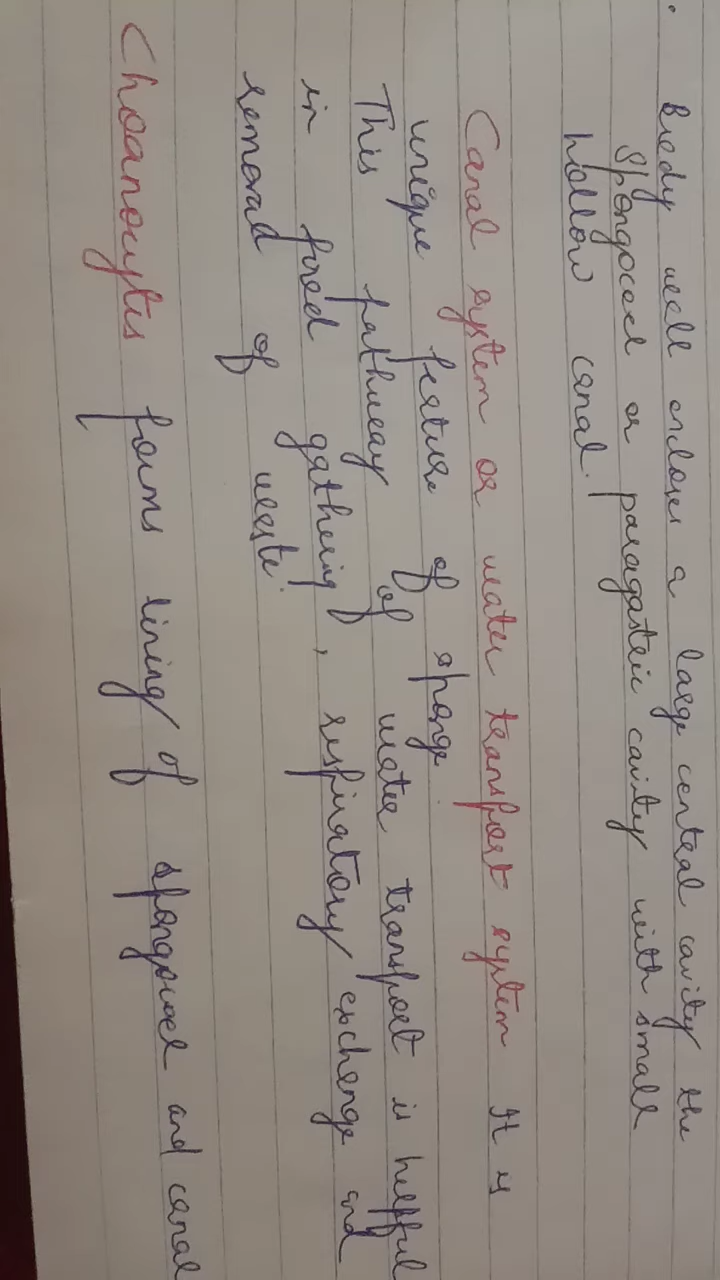 Body wall encloses a large central cavity the
spongocoel or paragastric cavity with small
hollow canal.
Canal system or water transport system It is
unique feature of sponge
This pathway of water transport is helpful
in food gathering, respiratory exchange and
removal of waste.
Choanocytes forms lining of spongocoel and canal